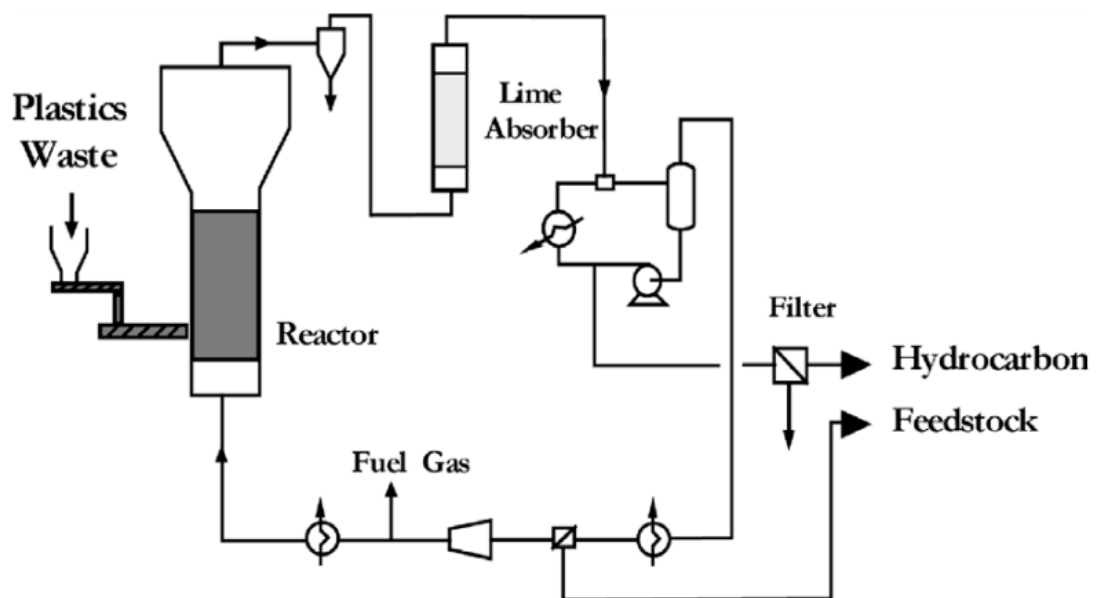 Plastics
Waste
Lime
Absorber
Reactor
Filter
Hydrocarbon
Feedstock
Fuel Gas